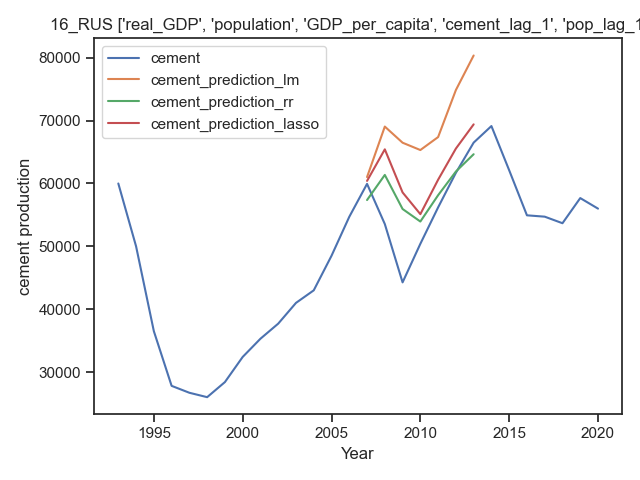 16_RUS ['real_GDP', 'population', 'GDP_per_capita', 'cement_lag_1', 'pop_lag_1
cement
cement_prediction_lm
cement_prediction_rr
cement_prediction_lasso
80000
70000
60000
50000
40000
30000
cement production
1995
2000
2005
2010
2015
2020
Year